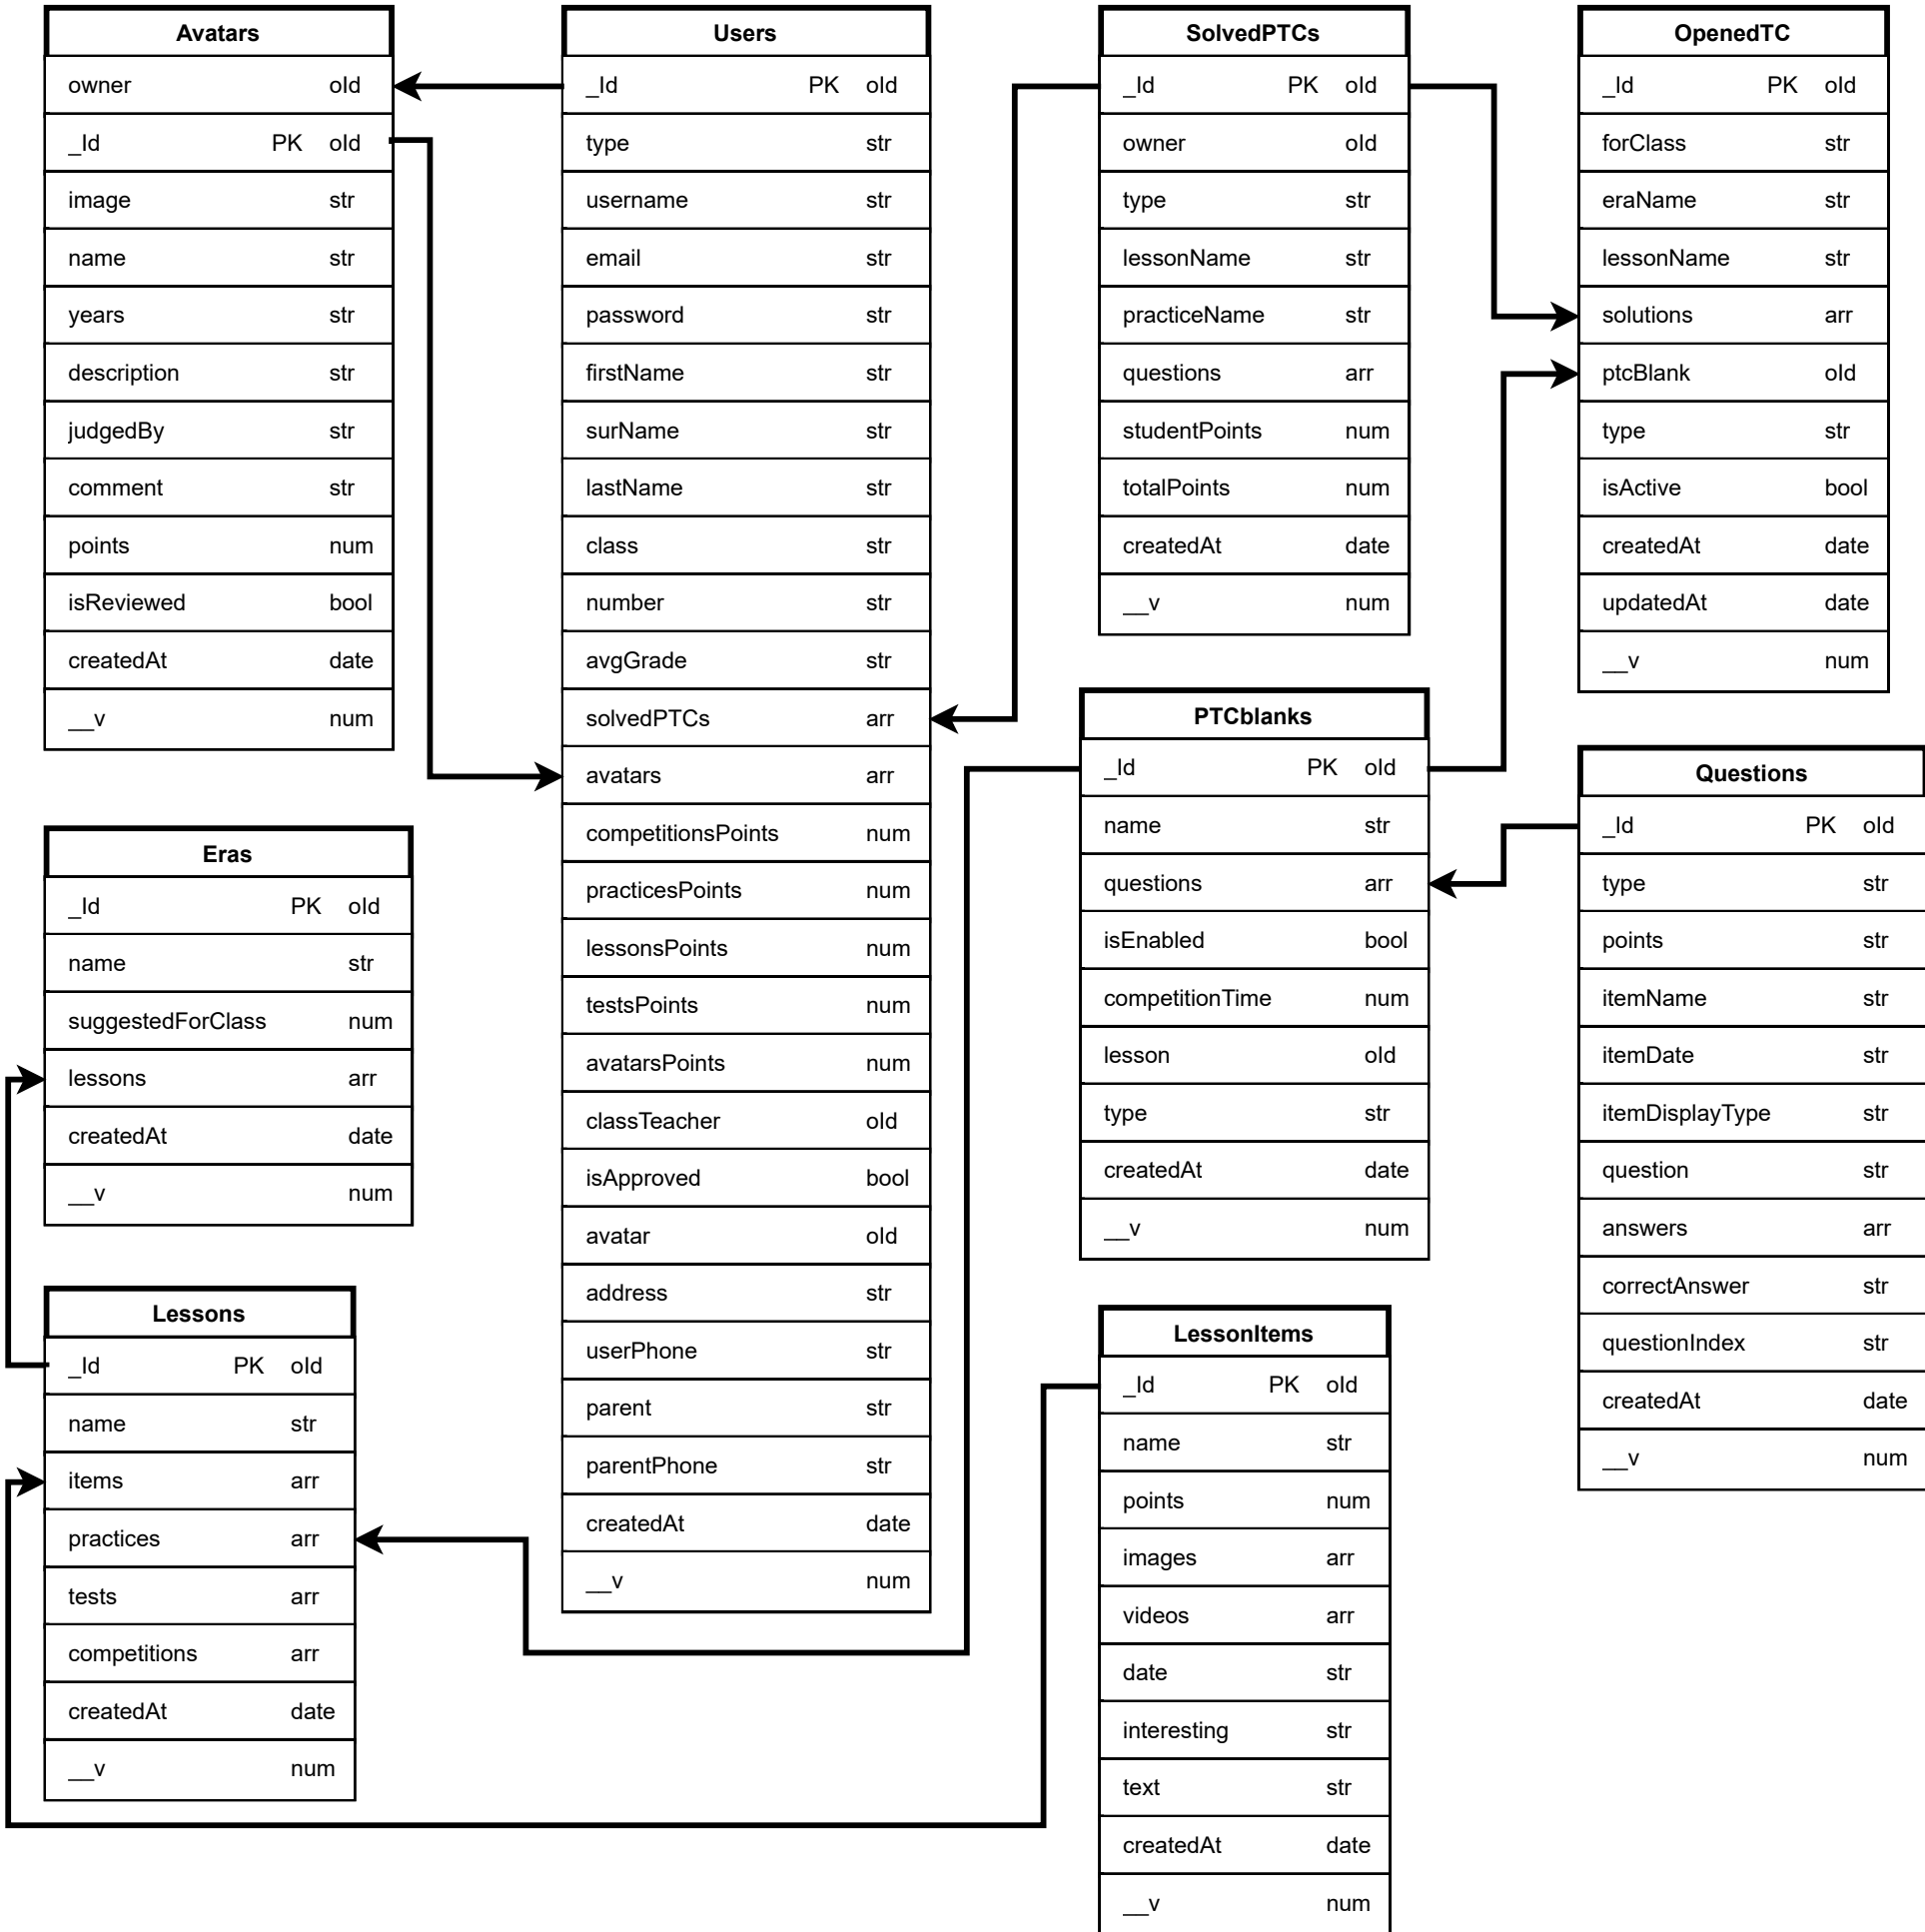 Avatars
owner oId
_Id PK oId
image str
name str
years str
description str
judgedBy str
comment str
points num
isReviewed bool
createdAt date
__v num
Users
_Id PK oId
type str
username str
email str
password str
firstName str
surName str
lastName str
class str
number str
avgGrade str
solvedPTCs arr
avatars arr
competitionsPoints num
practicesPoints num
lessonsPoints num
testsPoints num
avatarsPoints num
classTeacher oId
isApproved bool
avatar oId
address str
userPhone str
parent str
parentPhone str
createdAt date
__v num
SolvedPTCs
_Id PK oId
owner oId
type str
lessonName str
practiceName str
questions arr
studentPoints num
totalPoints num
createdAt date
__v num
OpenedTC
_Id PK oId
forClass str
eraName str
lessonName str
solutions arr
ptcBlank oId
type str
isActive bool
createdAt date
updatedAt date
__v num
PTCblanks
_Id PK oId
name str
questions arr
isEnabled bool
competitionTime num
lesson oId
type str
createdAt date
__v num
Questions
_Id PK oId
type str
points str
itemName str
itemDate str
itemDisplayType str
question str
answers arr
correctAnswer str
questionIndex str
createdAt date
__v num
Eras
_Id PK oId
name str
suggestedForClass num
lessons arr
createdAt date
__v num
Lessons
_Id PK oId
name str
items arr
practices arr
tests arr
competitions arr
createdAt date
__v num
LessonItems
_Id PK oId
name str
points num
images arr
videos arr
date str
interesting str
text str
createdAt date
__v num